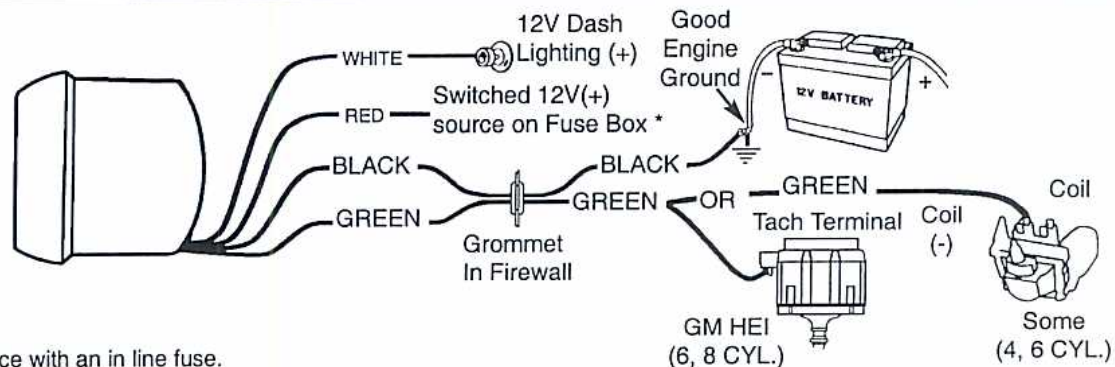 12V Dash
Lighting (+)
WHITE
RED
Switched 12V(+)
source on Fuse Box *
BLACK
GREEN
Grommet
In Firewall
Good
Engine
Ground
-
+
12V BATTERY
BLACK
GREEN
OR
GREEN
Tach Terminal
Coil
(-)
Coil
GM HEI
(6, 8 CYL.)
Some
(4, 6 CYL.)
ce with an in line fuse.